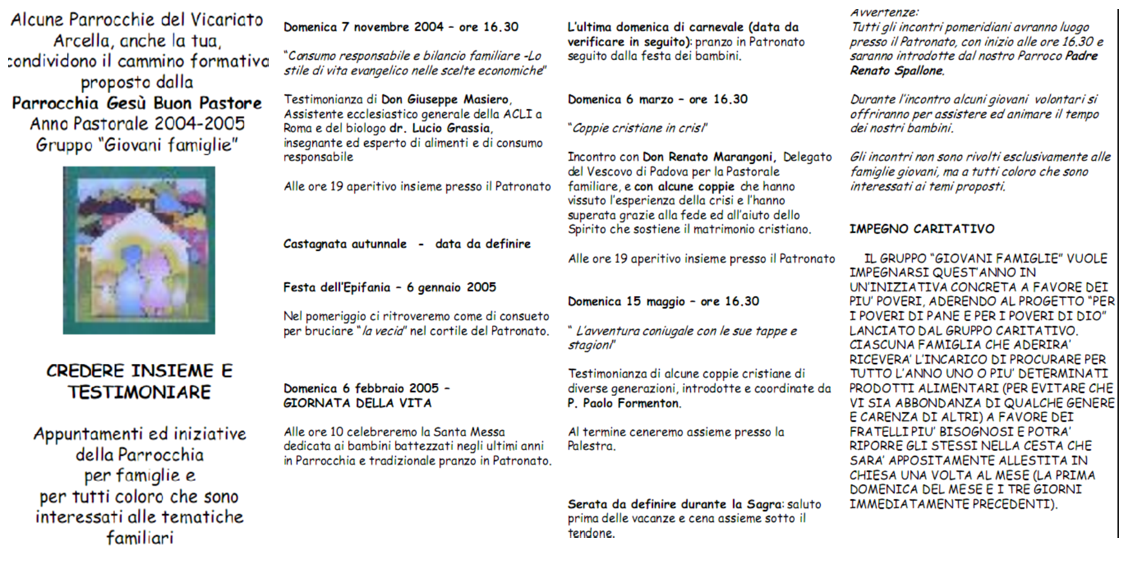 Alcune Parrocchie del Vicariato
Arcella, anche la tua,
condividono il cammino formativo
proposto dalla
Parrocchia Gesù Buon Pastore
Anno Pastorale 2004-2005
Gruppo "Giovani famiglie"
CREDERE INSIEME E
TESTIMONIARE
Appuntamenti ed iniziative
della Parrocchia
per famiglie e
per tutti coloro che sono
interessati alle tematiche
familiari
Domenica 7 novembre 2004 – ore 16.30
"Consumo responsabile e bilancio familiare -Lo
stile di vita evangelico nelle scelte economiche"
Testimonianza di Don Giuseppe Masiero,
Assistente ecclesiastico generale della ACLI a
Roma e del biologo dr. Lucio Grassia,
insegnante ed esperto di alimenti e di consumo
responsabile
Alle ore 19 aperitivo insieme presso il Patronato
Castagnata autunnale - data da definire
Festa dell'Epifania – 6 gennaio 2005
Nel pomeriggio ci ritroveremo come di consueto
per bruciare "la vecia" nel cortile del Patronato.
Domenica 6 febbraio 2005 –
GIORNATA DELLA VITA
Alle ore 10 celebreremo la Santa Messa
dedicata ai bambini battezzati negli ultimi anni
in Parrocchia e tradizionale pranzo in Patronato.
L'ultima domenica di carnevale (data da
verificare in seguito): pranzo in Patronato
seguito dalla festa dei bambini.
Domenica 6 marzo – ore 16.30
"Coppie cristiane in crisi"
Incontro con Don Renato Marangoni, Delegato
del Vescovo di Padova per la Pastorale
familiare, e con alcune coppie che hanno
vissuto l'esperienza della crisi e l'hanno
superata grazie alla fede ed all'aiuto dello
Spirito che sostiene il matrimonio cristiano.
Alle ore 19 aperitivo insieme presso il Patronato
Domenica 15 maggio – ore 16.30
" L'avventura coniugale con le sue tappe e
stagioni"
Testimonianza di alcune coppie cristiane di
diverse generazioni, introdotte e coordinate da
P. Paolo Formenton.
Al termine ceneremo assieme presso la
Palestra.
Serata da definire durante la Sagra: saluto
prima delle vacanze e cena assieme sotto il
tendone.
Avvertenze:
Tutti gli incontri pomeridiani avranno luogo
presso il Patronato, con inizio alle ore 16.30 e
saranno introdotte dal nostro Parroco Padre
Renato Spallone.
Durante l'incontro alcuni giovani volontari si
offriranno per assistere ed animare il tempo
dei nostri bambini.
Gli incontri non sono rivolti esclusivamente alle
famiglie giovani, ma a tutti coloro che sono
interessati ai temi proposti.
IMPEGNO CARITATIVO
IL GRUPPO "GIOVANI FAMIGLIE" VUOLE
IMPEGNARSI QUEST'ANNO IN
UN'INIZIATIVA CONCRETA A FAVORE DEI
PIU' POVERI, ADERENDO AL PROGETTO "PER
I POVERI DI PANE E PER I POVERI DI DIO"
LANCIATO DAL GRUPPO CARITATIVO.
CIASCUNA FAMIGLIA CHE ADERIRA'
RICEVERA' L'INCARICO DI PROCURARE PER
TUTTO L'ANNO UNO O PIU' DETERMINATI
PRODOTTI ALIMENTARI (PER EVITARE CHE
VI SIA ABBONDANZA DI QUALCHE GENERE
E CARENZA DI ALTRI) A FAVORE DEI
FRATELLI PIU' BISOGNOSI E POTRA'
RIPORRE GLI STESSI NELLA CESTA CHE
SARA' APPOSITAMENTE ALLESTITA IN
CHIESA UNA VOLTA AL MESE (LA PRIMA
DOMENICA DEL MESE E I TRE GIORNI
IMMEDIATAMENTE PRECEDENTI).